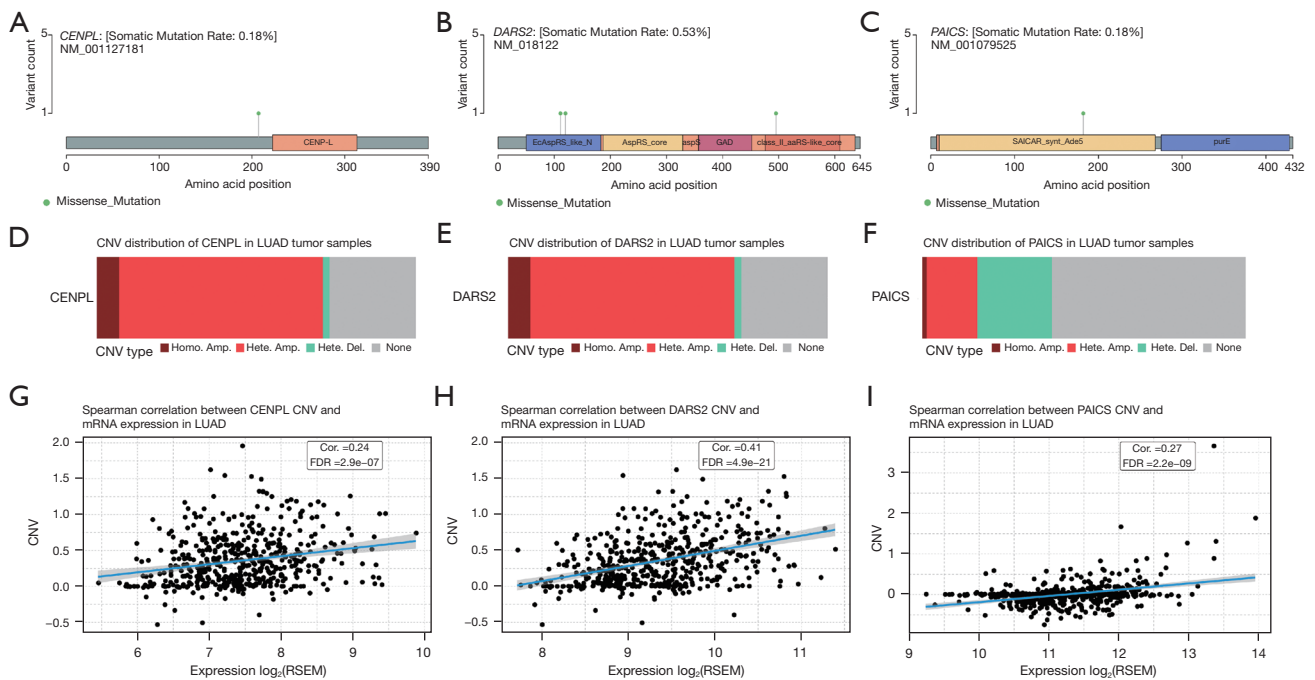 A
CENPL: [Somatic Mutation Rate: 0.18%]
NM_001127181
5
1
Variant count
CENP-L
0
100
200
300
390
Amino acid position
Missense_Mutation
B
DARS2: [Somatic Mutation Rate: 0.53%]
NM_018122
5
1
Variant count
EcAspRS_like_N
AspRS_core
aspS
GAD
class_II_aaRS-like_core
0
100
200
300
400
500
600
645
Amino acid position
Missense_Mutation
C
PAICS: [Somatic Mutation Rate: 0.18%]
NM_001079525
5
1
Variant count
SAICAR_synt_Ade5
purE
0
100
200
300
400
432
Amino acid position
Missense_Mutation
D
CNV distribution of CENPL in LUAD tumor samples
CENPL
CNV type Homo. Amp. Hete. Amp. Hete. Del. None
E
CNV distribution of DARS2 in LUAD tumor samples
DARS2
CNV type Homo. Amp. Hete. Amp. Hete. Del. None
F
CNV distribution of PAICS in LUAD tumor samples
PAICS
CNV type Homo. Amp. Hete. Amp. Hete. Del. None
G
Spearman correlation between CENPL CNV and
mRNA expression in LUAD
Cor. =0.24
FDR =2.9e−07
CNV
2.0
1.5
1.0
0.5
0.0
−0.5
6
7
8
9
10
Expression log₂(RSEM)
H
Spearman correlation between DARS2 CNV and
mRNA expression in LUAD
Cor. =0.41
FDR =4.9e−21
CNV
2.0
1.5
1.0
0.5
0.0
−0.5
8
9
10
11
Expression log₂(RSEM)
I
Spearman correlation between PAICS CNV and
mRNA expression in LUAD
Cor. =0.27
FDR =2.2e−09
CNV
3
2
1
0
9
10
11
12
13
14
Expression log₂(RSEM)